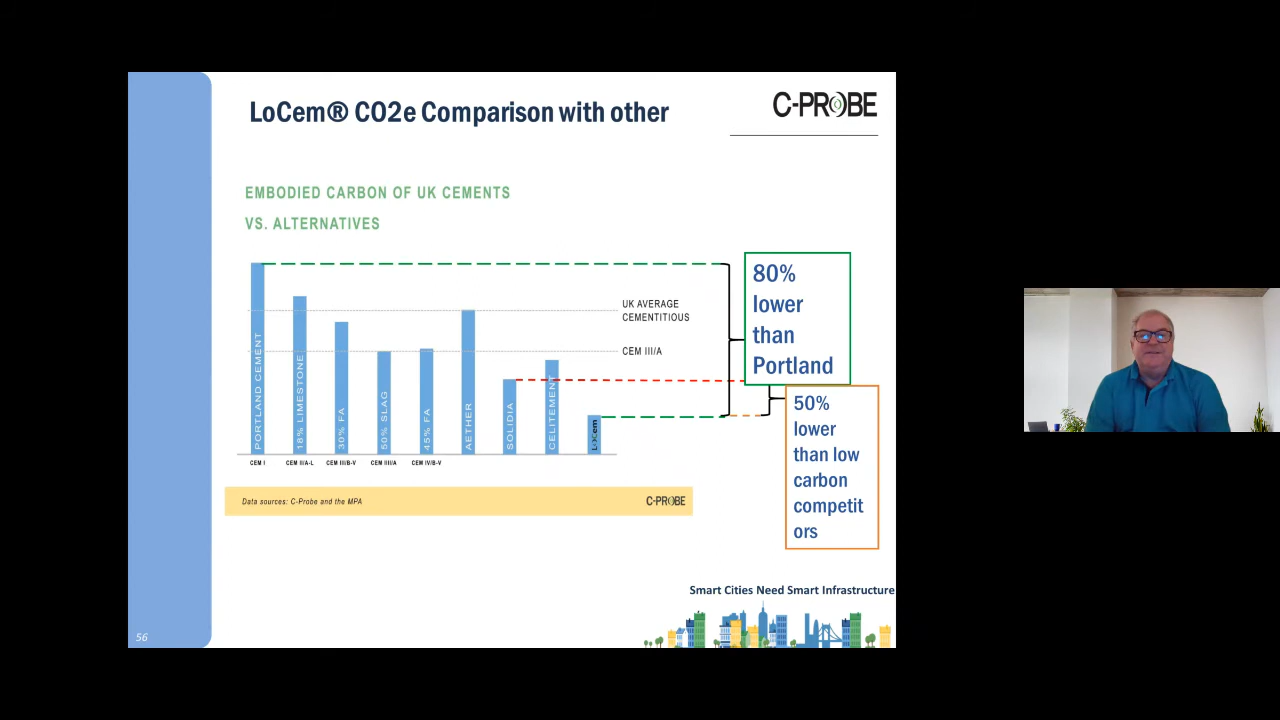 LoCem® CO2e Comparison with other
C-PROBE
EMBODIED CARBON OF UK CEMENTS
VS. ALTERNATIVES
UK AVERAGE
CEMENTITIOUS
CEM III/A
PORTLAND CEMENT
18% LIMESTONE
30% FA
50% SLAG
45% FA
AETHER
SOLIDIA
CELITEMENT
LoCem
CEM I
CEM II/A-L
CEM III/B-V
CEM IIII/A
CEM IV/B-V
80%
lower
than
Portland
50%
lower
than low
carbon
competit
ors
Data sources: C-Probe and the MPA
C-PROBE
Smart Cities Need Smart Infrastructure
56